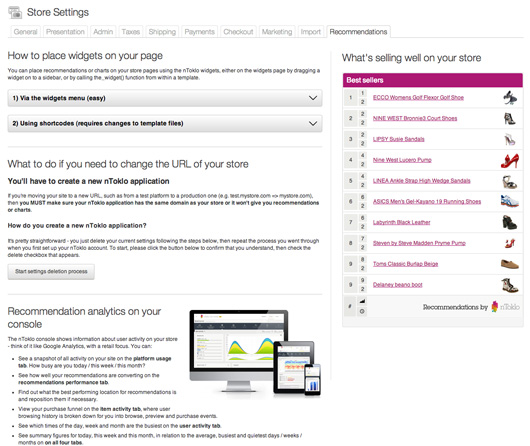 Store Settings
General Presentation Admin Taxes Shipping Payments Checkout Marketing Import Recommendations
How to place widgets on your page
You can place recommendations or charts on your store pages using the nToklo widgets, either on the widgets page by dragging a
widget on to a sidebar, or by calling the_widget() function from within a template.
1) Via the widgets menu (easy)
2) Using shortcodes (requires changes to template files)
What to do if you need to change the URL of your store
You'll have to create a new nToklo application
If you're moving your site to a new URL, such as from a test platform to a production one (e.g. test.mystore.com => mystore.com),
then you MUST make sure your nToklo application has the same domain as your store or it won't give you recommendations
or charts.
How do you create a new nToklo application?
It's pretty straightforward - you just delete your current settings following the steps below, then repeat the process you went through
when you first set up your nToklo account. To start, please click the button below to confirm that you understand, then check the
delete checkbox that appears.
Start settings deletion process
Recommendation analytics on your
console
The nToklo console shows information about user activity on your store
- think of it like Google Analytics, with a retail focus. You can:
• See a snapshot of all activity on your site on the platform usage
tab. How busy are you today / this week / this month?
• See how well your recommendations are converting on the
recommendations performance tab.
• Find out what the best performing location for recommendations is
and reposition them if necessary.
• View your purchase funnel on the item activity tab, where user
browsing history is broken down for you into browse, preview and purchase events.
• See which times of the day, week and month are the busiest on the user activity tab.
• See summary figures for today, this week and this month, in relation to the average, busiest and quietest days / weeks /
months on on all four tabs.
What's selling well on your store
Best sellers
1 1 2 ECCO Womens Golf Flexor Golf Shoe
2 1 2 NINE WEST Bronnie3 Court Shoes
3 1 2 LIPSY Susie Sandals
4 1 2 Nine West Lucero Pump
5 1 2 LINEA Ankle Strap High Wedge Sandals
6 8 2 ASICS Men's Gel-Kayano 19 Running Shoes
7 8 2 Labyrinth Black Leather
7 8 2 Steven by Steve Madden Pryme Pump
9 9 2 Toms Classic Burlap Beige
9 9 2 Delaney beano boot
# Recommendations by nToklo